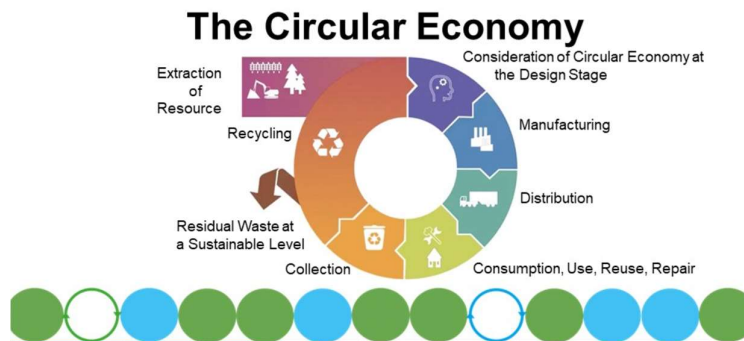 The Circular Economy
Extraction
of
Resource
Consideration of Circular Economy at
the Design Stage
Recycling
Manufacturing
Distribution
Residual Waste at
a Sustainable Level
Collection
Consumption, Use, Reuse, Repair